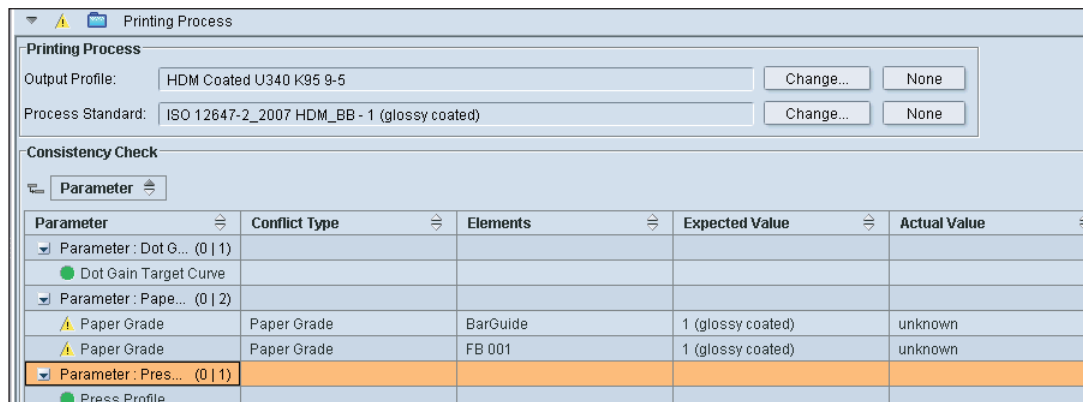 Printing Process
Printing Process
Output Profile: HDM Coated U340 K95 9-5 Change... None
Process Standard: ISO 12647-2_2007 HDM_BB - 1 (glossy coated) Change... None
Consistency Check
Parameter
Parameter Conflict Type Elements Expected Value Actual Value
Parameter : Dot G... (0 | 1)
Dot Gain Target Curve
Parameter : Pape... (0 | 2)
Paper Grade Paper Grade BarGuide 1 (glossy coated) unknown
Paper Grade Paper Grade FB 001 1 (glossy coated) unknown
Parameter : Pres... (0 | 1)
Press Profile